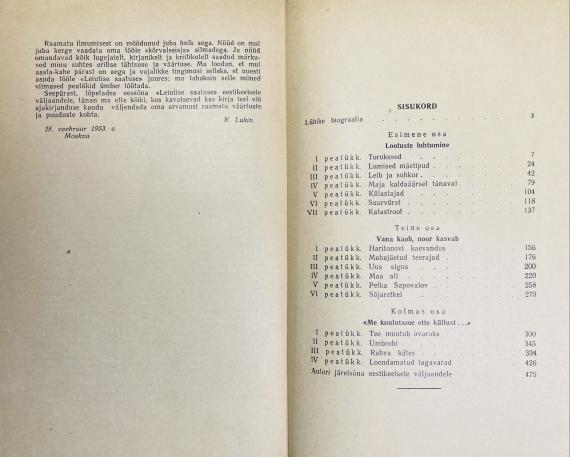 Raamatu ilmumisest on möödunud juba hulk aega. Nüüd on mul
juba kerge vaadata oma tööle «kõrvalseisja» silmadega. Ja nüüd
omandavad kõik lugejatelt, kirjanikelt ja kriitikutelt saadud märku-
sed minu suhtes erilise tähtsuse ja väärtuse. Ma loodan, et mul
aasta-kahe pärast on aega ja vajalikke tingimusi selleks, et uuesti
asuda tööle «Leiutise saatuse» juures; ma tahaksin selle mõned
viimased peatükid ümber töötada.
Seepärast, lõpetades eessõna «Leiutise saatuse» eestikeelsele
väljaandele, tänan ma ette kõiki, kes kavatsevad kas kirja teel või
ajakirjanduse kaudu väljendada oma arvamust raamatu väärtuste
ja puuduste kohta.
N. Lukin
28. veebruar 1953. a
Moskva
SISUKORD
Lühike biograafia 3
Esimene osa
Lootuste luhtumine
I peatükk. Torukesed 7
II peatükk. Lumised mäetipud 24
III peatükk. Leib ja suhkur 42
IV peatükk. Maja kaldaäärsel tänaval 79
V peatükk. Külastajad 104
VI peatükk. Suurvürst 118
VII peatükk. Katastroof 137
Teine osa
Vana kaob, noor kasvab
I peatükk. Haritonovi kaevandus 156
II peatükk. Mahajäetud teerajad 176
III peatükk. Uus algus 200
IV peatükk. Maa all 220
V peatükk. Pelka Sapovalov 258
VI peatükk. Sõjaretkel 270
Kolmas osa
«Me kuulutame ette küllust...»
I peatükk. Tee muutub avaraks 300
II peatükk. Umbrohi 345
III peatükk. Rahva kätes 394
IV peatükk. Loendamatud tagavarad 426
Autori järelsõna eestikeelsele väljaandele 475